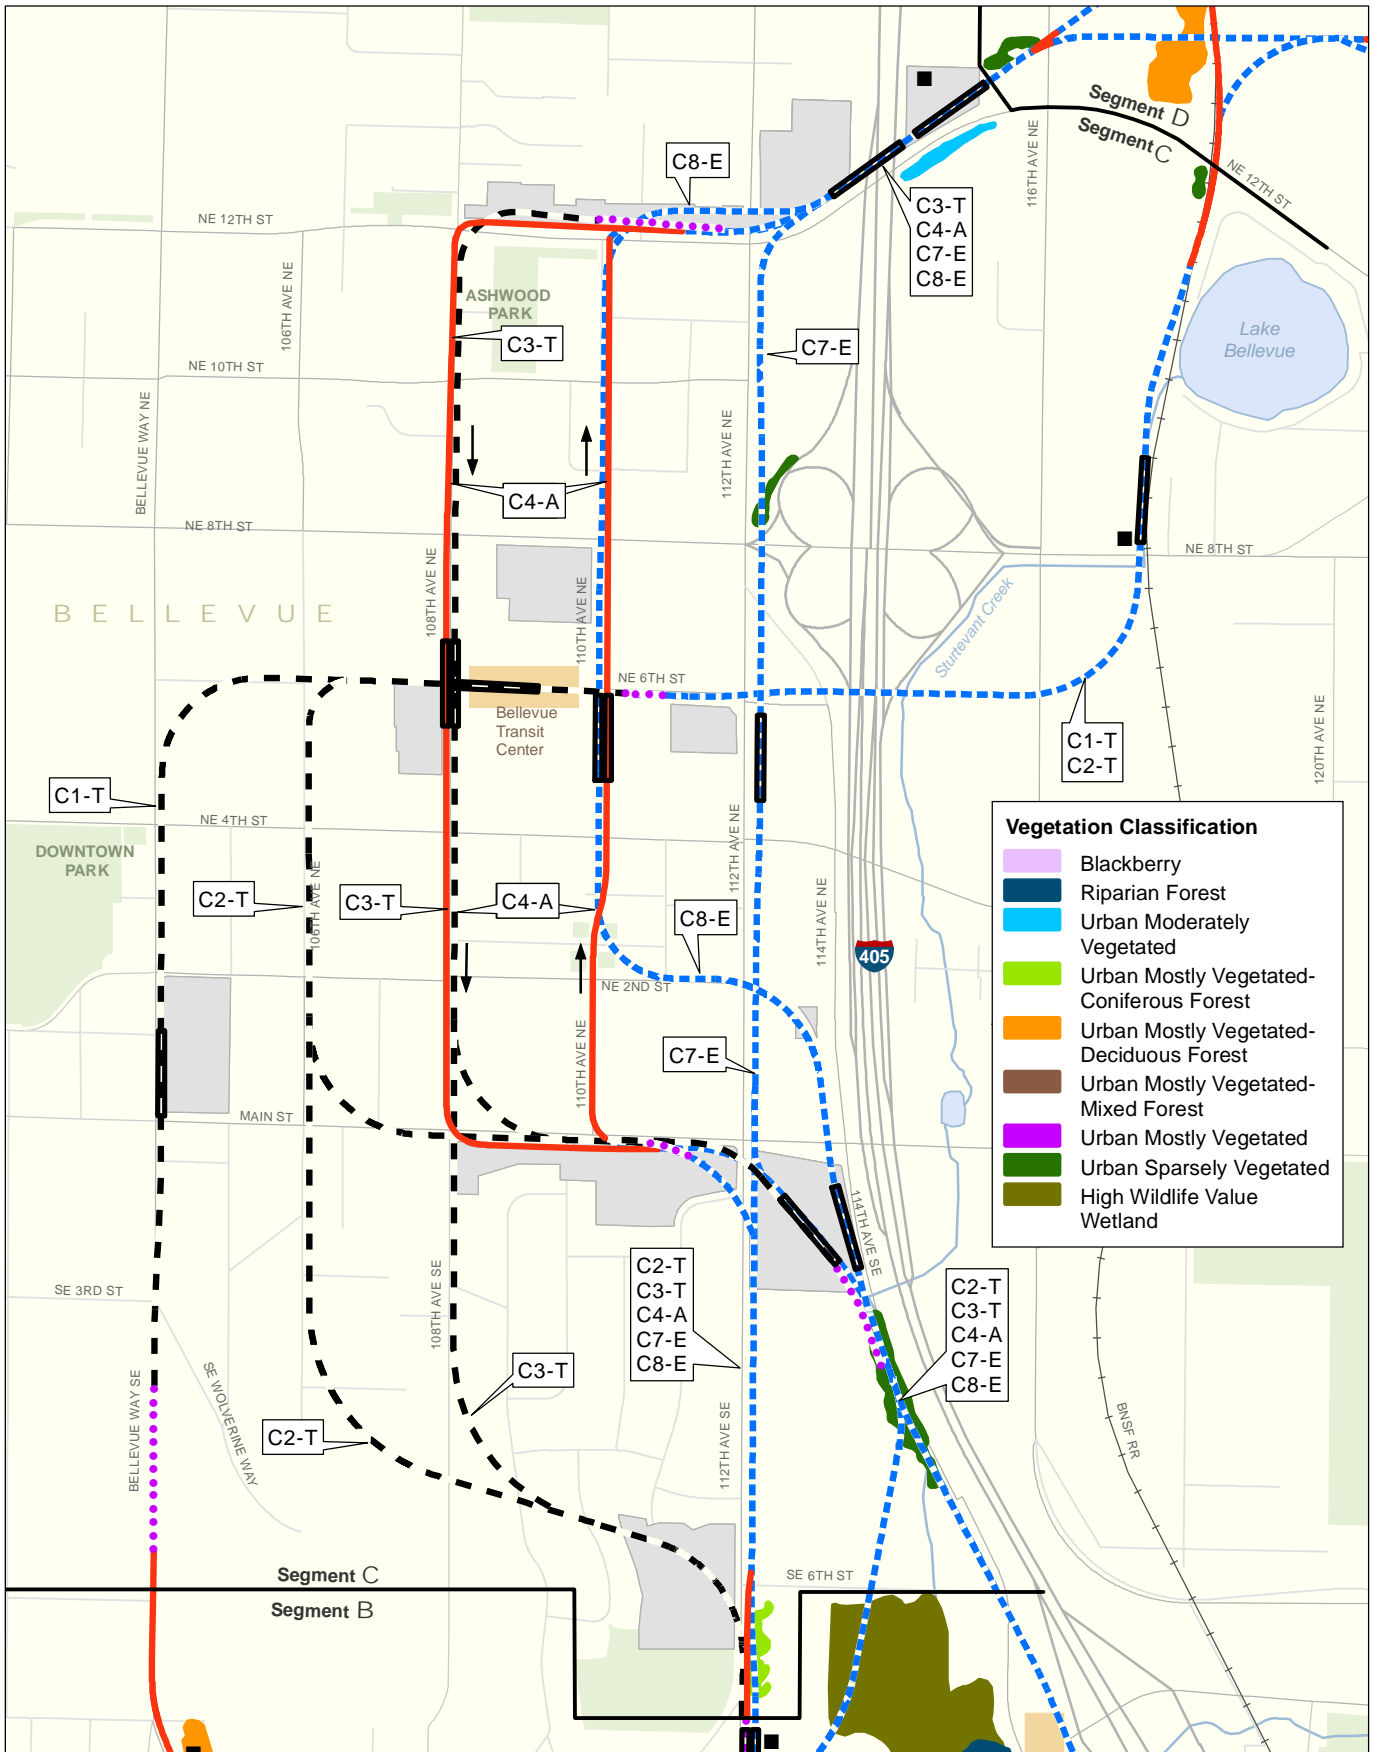 Segment D
Segment C
NE 12TH ST
116TH AVE NE
C8-E
C3-T
C4-A
C7-E
C8-E
NE 12TH ST
106TH AVE NE
ASHWOOD
PARK
C3-T
C7-E
Lake
Bellevue
NE 10TH ST
BELLEVUE WAY NE
112TH AVE NE
C4-A
NE 8TH ST
NE 8TH ST
108TH AVE NE
110TH AVE NE
BELLEVUE
Sturtevant Creek
NE 6TH ST
Bellevue
Transit
Center
C1-T
C2-T
120TH AVE NE
C1-T
NE 4TH ST
DOWNTOWN
PARK
112TH AVE NE
106TH AVE NE
C2-T
C3-T
C4-A
C8-E
114TH AVE NE
405
NE 2ND ST
110TH AVE NE
C7-E
MAIN ST
Vegetation Classification
Blackberry
Riparian Forest
Urban Moderately
Vegetated
Urban Mostly Vegetated-
Coniferous Forest
Urban Mostly Vegetated-
Deciduous Forest
Urban Mostly Vegetated-
Mixed Forest
Urban Mostly Vegetated
Urban Sparsely Vegetated
High Wildlife Value
Wetland
114TH AVE SE
SE 3RD ST
108TH AVE SE
C2-T
C3-T
C4-A
C7-E
C8-E
C2-T
C3-T
C4-A
C7-E
C8-E
BELLEVUE WAY SE
SE WOLVERINE WAY
C3-T
C2-T
112TH AVE SE
BNSF RR
Segment C
Segment B
SE 6TH ST